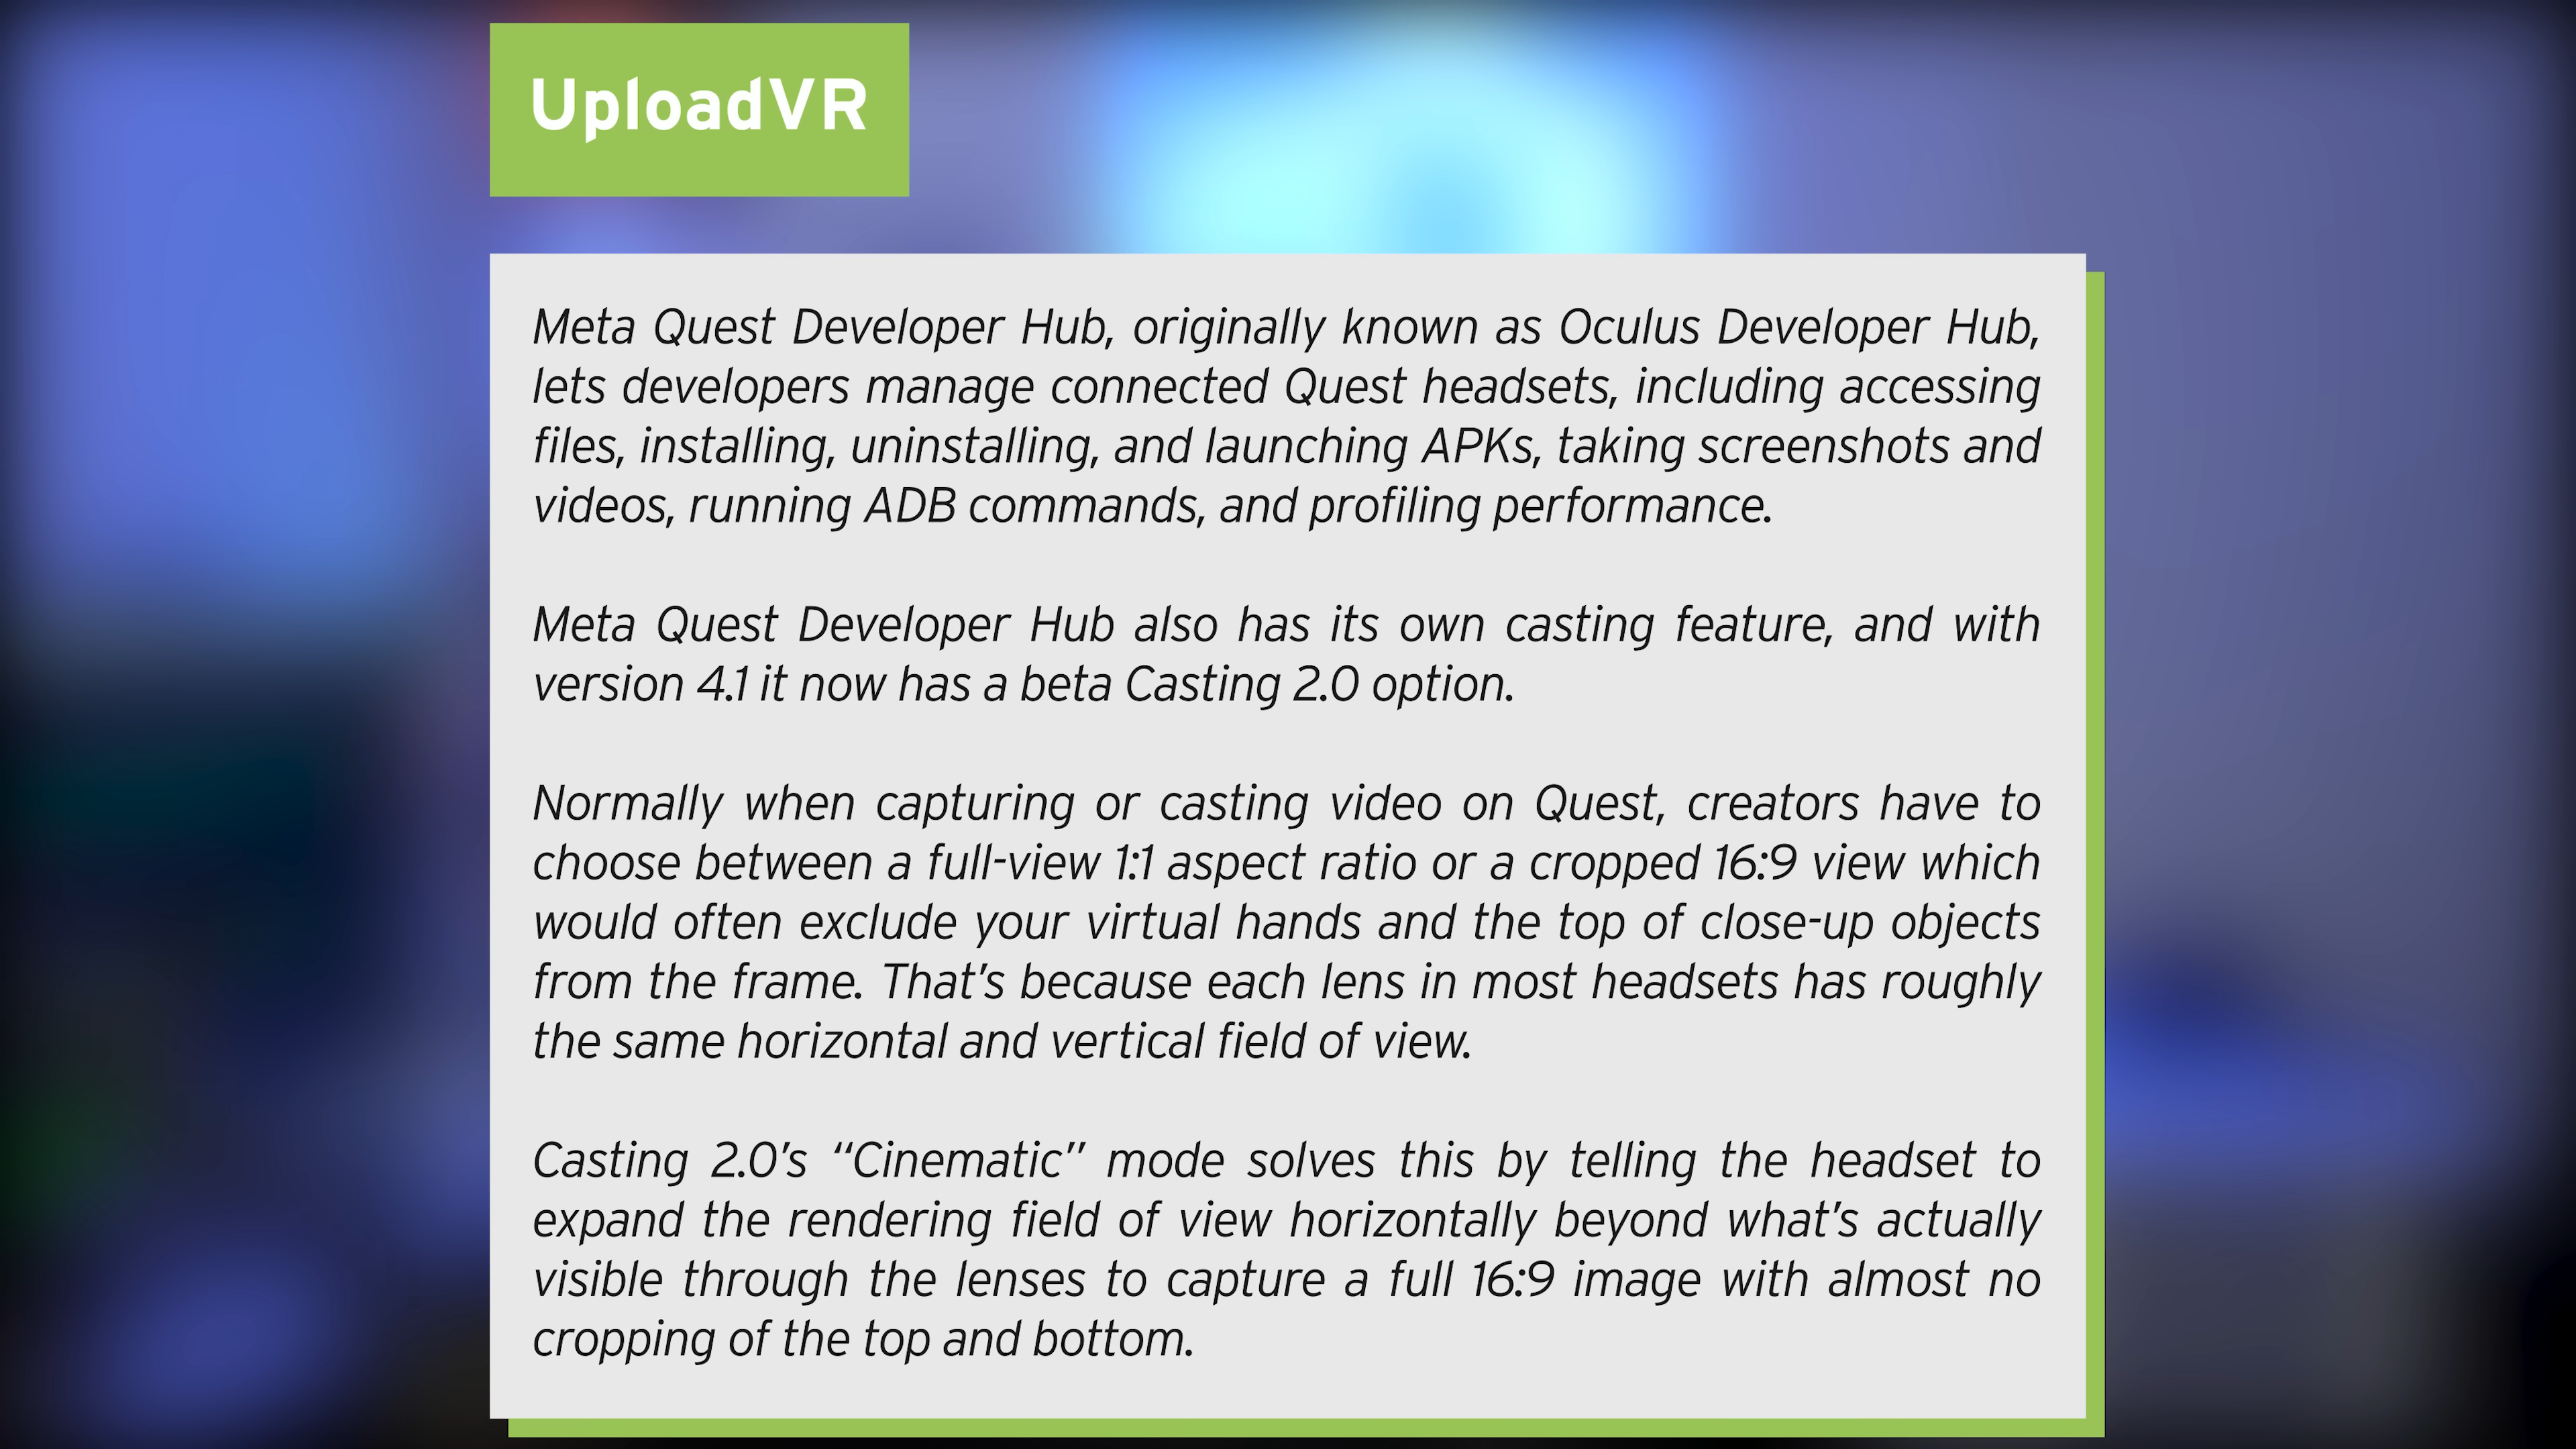 UploadVR
Meta Quest Developer Hub, originally known as Oculus Developer Hub,
lets developers manage connected Quest headsets, including accessing
files, installing, uninstalling, and launching APKs, taking screenshots and
videos, running ADB commands, and profiling performance.
Meta Quest Developer Hub also has its own casting feature, and with
version 4.1 it now has a beta Casting 2.0 option.
Normally when capturing or casting video on Quest, creators have to
choose between a full-view 1:1 aspect ratio or a cropped 16:9 view which
would often exclude your virtual hands and the top of close-up objects
from the frame. That’s because each lens in most headsets has roughly
the same horizontal and vertical field of view.
Casting 2.0’s “Cinematic” mode solves this by telling the headset to
expand the rendering field of view horizontally beyond what’s actually
visible through the lenses to capture a full 16:9 image with almost no
cropping of the top and bottom.